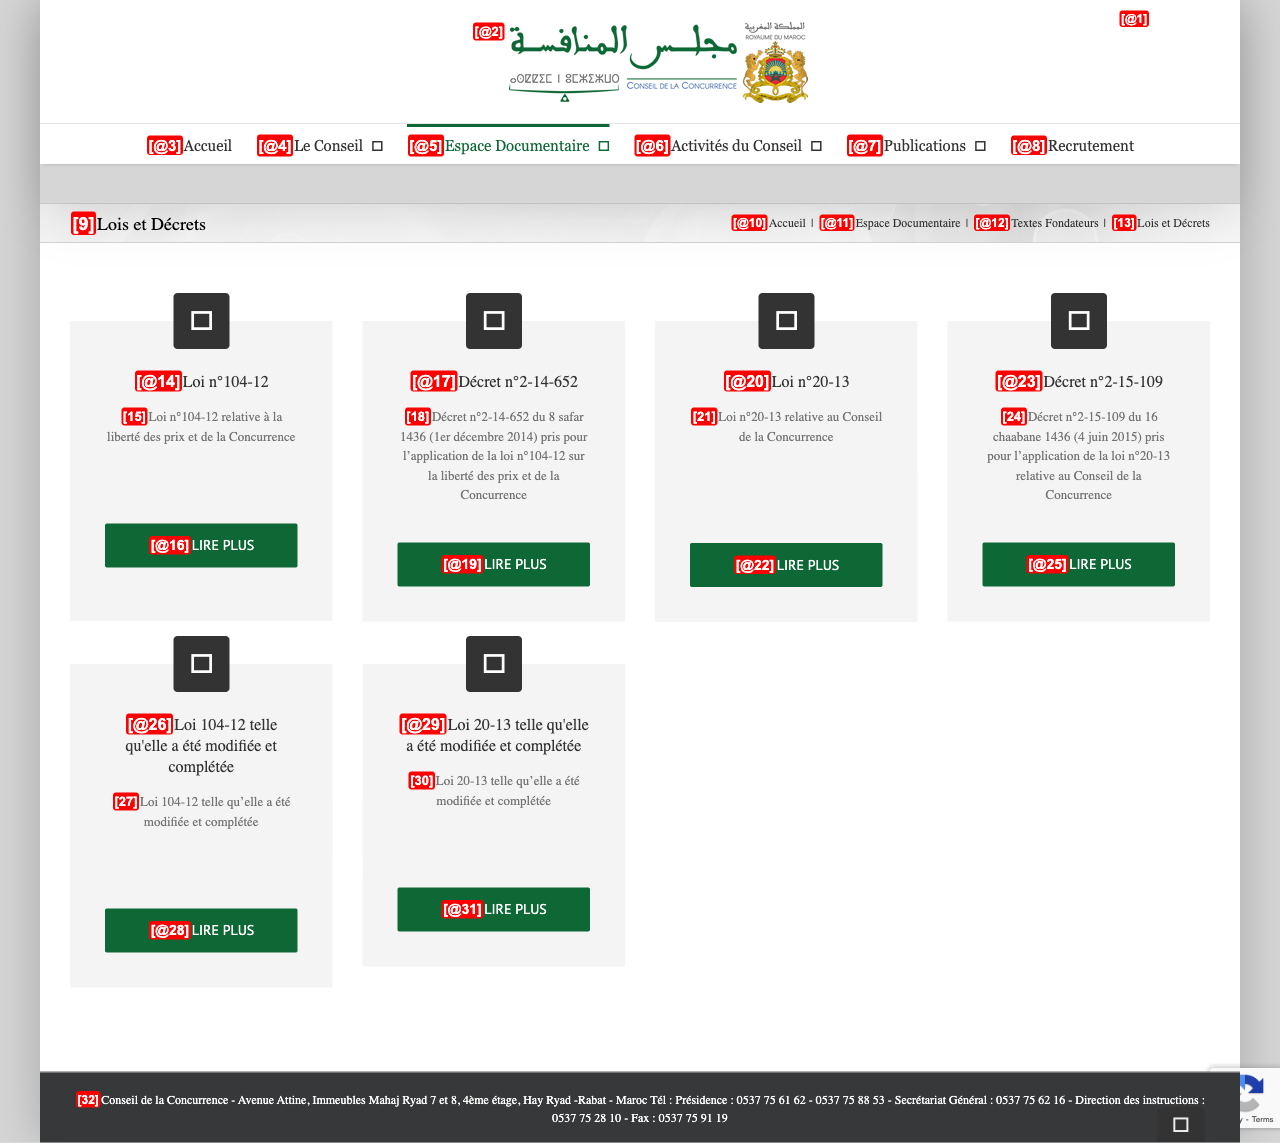 [@1]
[@2]
مجلس المنافسة
المملكة المغربية
ROYAUME DU MAROC
CONSEIL DE LA CONCURRENCE
[@3]Accueil [@4]Le Conseil [@5]Espace Documentaire [@6]Activités du Conseil [@7]Publications [@8]Recrutement
[9]Lois et Décrets
[@10]Accueil | [@11]Espace Documentaire | [@12]Textes Fondateurs | [13]Lois et Décrets
[@14]Loi n°104-12
[15]Loi n°104-12 relative à la
liberté des prix et de la Concurrence
[@16]LIRE PLUS
[@17]Décret n°2-14-652
[18]Décret n°2-14-652 du 8 safar
1436 (1er décembre 2014) pris pour
l’application de la loi n°104-12 sur
la liberté des prix et de la
Concurrence
[@19]LIRE PLUS
[@20]Loi n°20-13
[21]Loi n°20-13 relative au Conseil
de la Concurrence
[@22]LIRE PLUS
[@23]Décret n°2-15-109
[24]Décret n°2-15-109 du 16
chaabane 1436 (4 juin 2015) pris
pour l’application de la loi n°20-13
relative au Conseil de la
Concurrence
[@25]LIRE PLUS
[@26]Loi 104-12 telle
qu'elle a été modifiée et
complétée
[27]Loi 104-12 telle qu’elle a été
modifiée et complétée
[@28]LIRE PLUS
[@29]Loi 20-13 telle qu'elle
a été modifiée et complétée
[30]Loi 20-13 telle qu’elle a été
modifiée et complétée
[@31]LIRE PLUS
[32]Conseil de la Concurrence - Avenue Attine, Immeubles Mahaj Ryad 7 et 8, 4ème étage, Hay Ryad -Rabat - Maroc Tél : Présidence : 0537 75 61 62 - 0537 75 88 53 - Secrétariat Général : 0537 75 62 16 - Direction des instructions :
0537 75 28 10 - Fax : 0537 75 91 19
- Terms